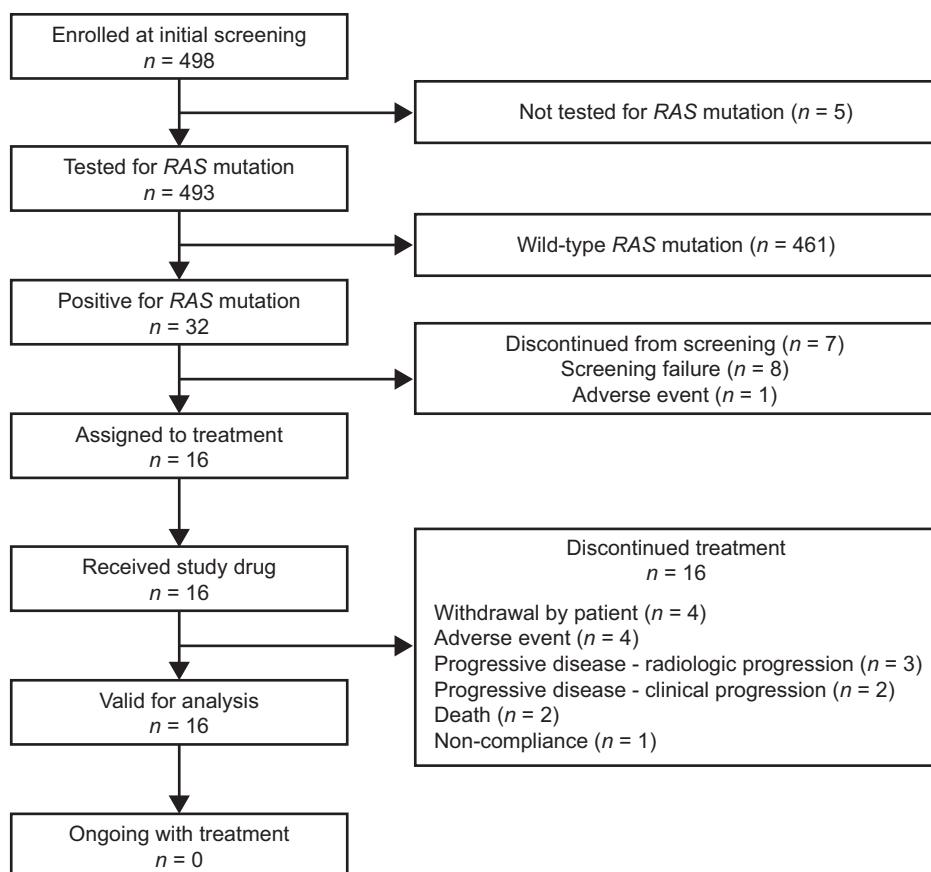 Enrolled at initial screening
n = 498
Not tested for RAS mutation (n = 5)
Tested for RAS mutation
n = 493
Wild-type RAS mutation (n = 461)
Positive for RAS mutation
n = 32
Discontinued from screening (n = 7)
Screening failure (n = 8)
Adverse event (n = 1)
Assigned to treatment
n = 16
Received study drug
n = 16
Discontinued treatment
n = 16
Withdrawal by patient (n = 4)
Adverse event (n = 4)
Progressive disease - radiologic progression (n = 3)
Progressive disease - clinical progression (n = 2)
Death (n = 2)
Non-compliance (n = 1)
Valid for analysis
n = 16
Ongoing with treatment
n = 0